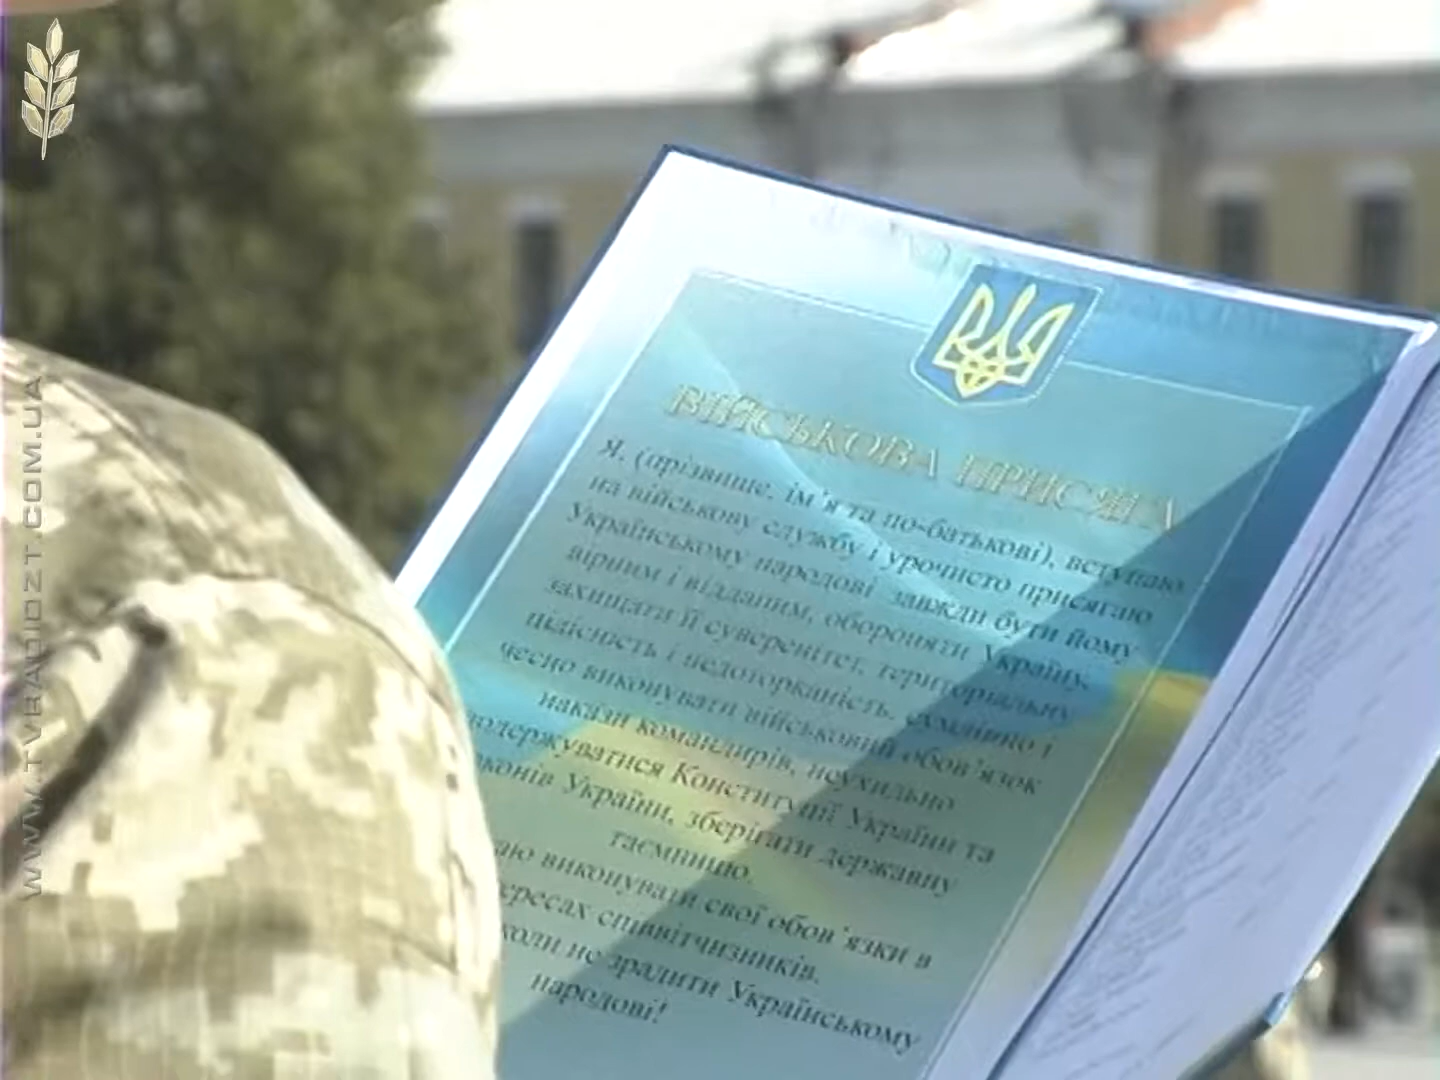 ВІЙСЬКОВА ПРИСЯГА
Я, (прізвище, ім'я та по-батькові), вступаю
на військову службу і урочисто присягаю
Українському народові завжди бути йому
вірним і відданим, обороняти Україну,
захищати її суверенітет, територіальну
цілісність і недоторканість, сумлінно і
чесно виконувати військовий обов'язок
накази командирів, неухильно
додержуватися Конституції України та
законів України, зберігати державну
таємницю.
виконувати свої обов'язки в
співвітчизників.
не зрадити Українському
народові!
WWW.TVRADIOZT.COM.UA